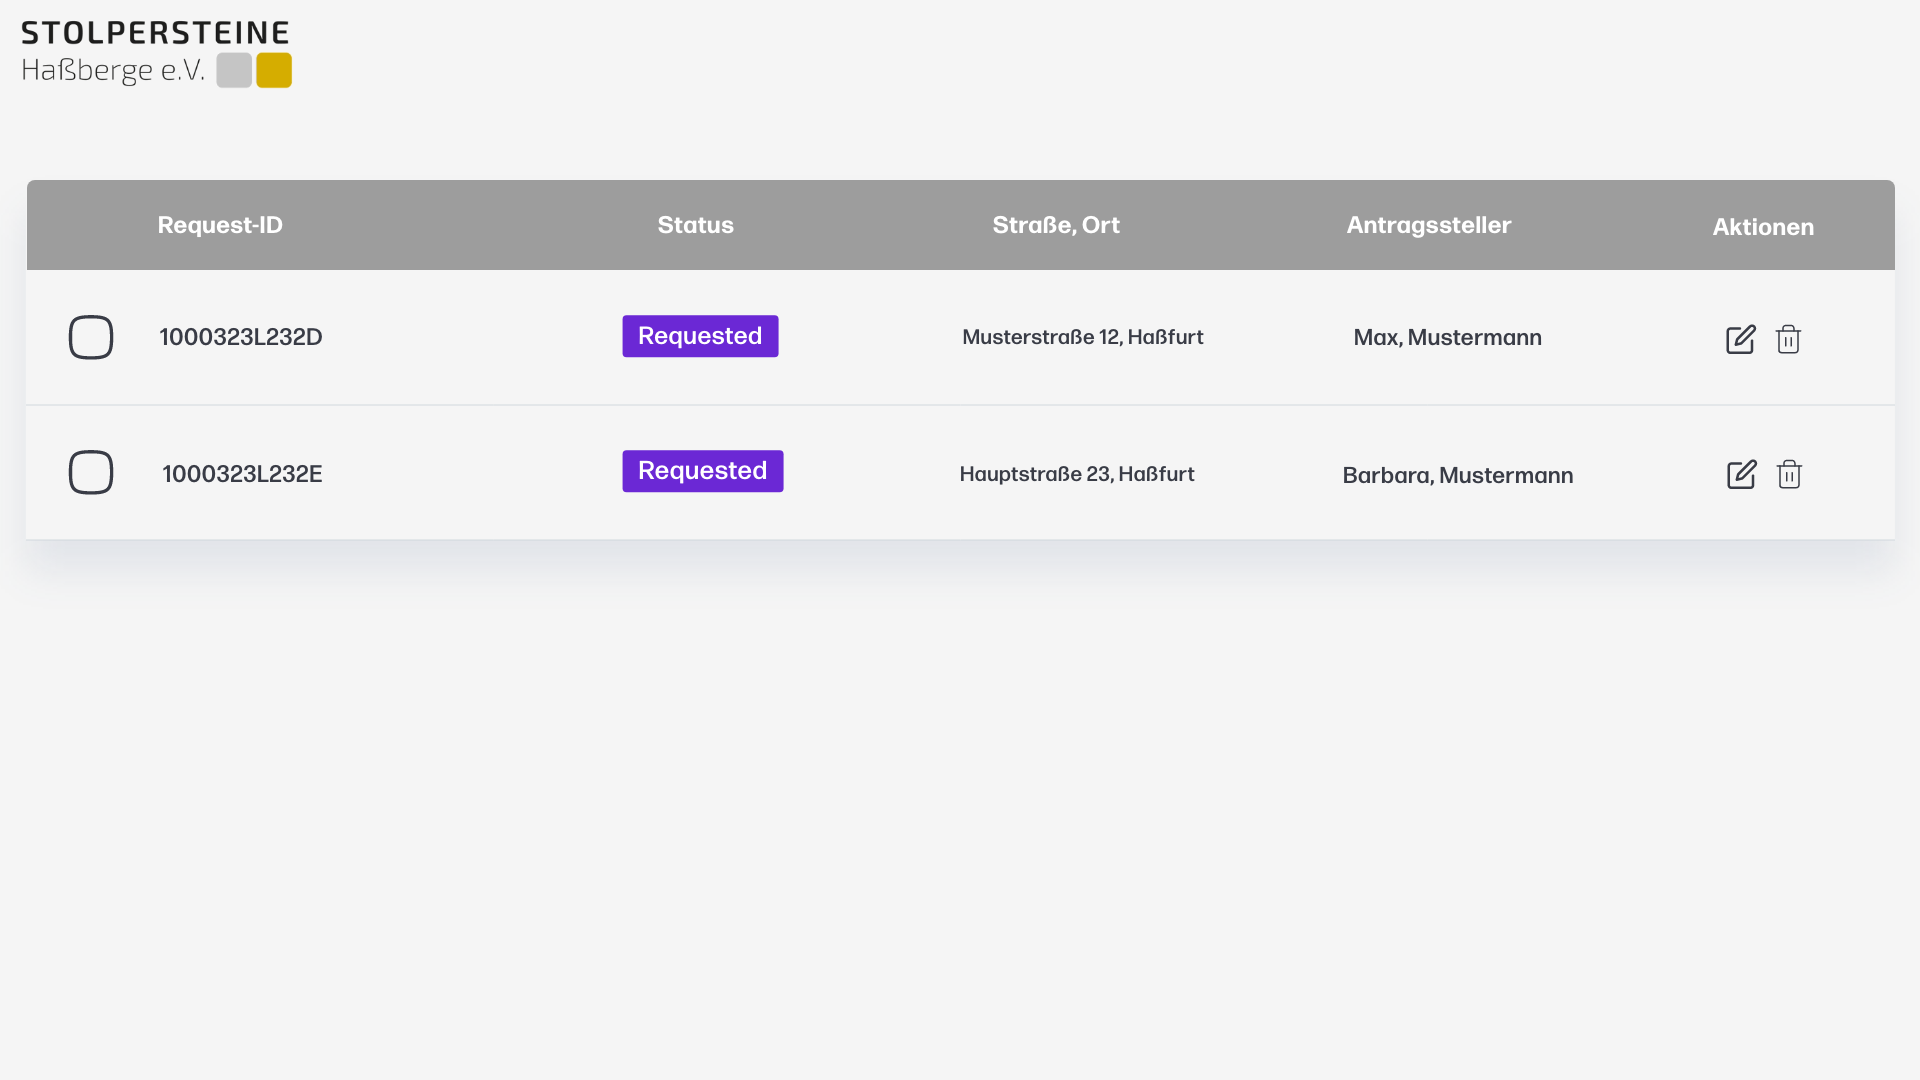 STOLPERSTEINE
Haßberge e.V.
Request-ID Status Straße, Ort Antragssteller Aktionen
1000323L232D Requested Musterstraße 12, Haßfurt Max, Mustermann
1000323L232E Requested Hauptstraße 23, Haßfurt Barbara, Mustermann